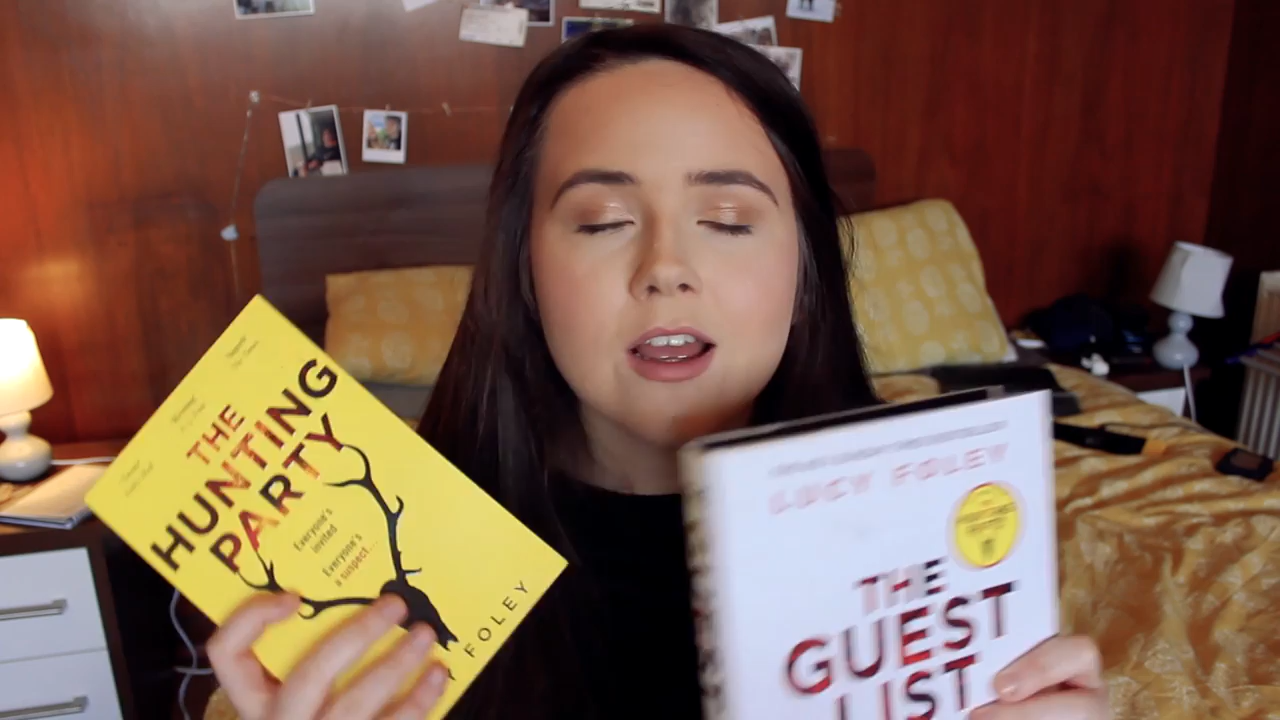 THE
HUNTING
PARTY
Everyone's
invited
Everyone's
a suspect...
FOLEY
LUCY FOLEY
THE
GUEST
LIST